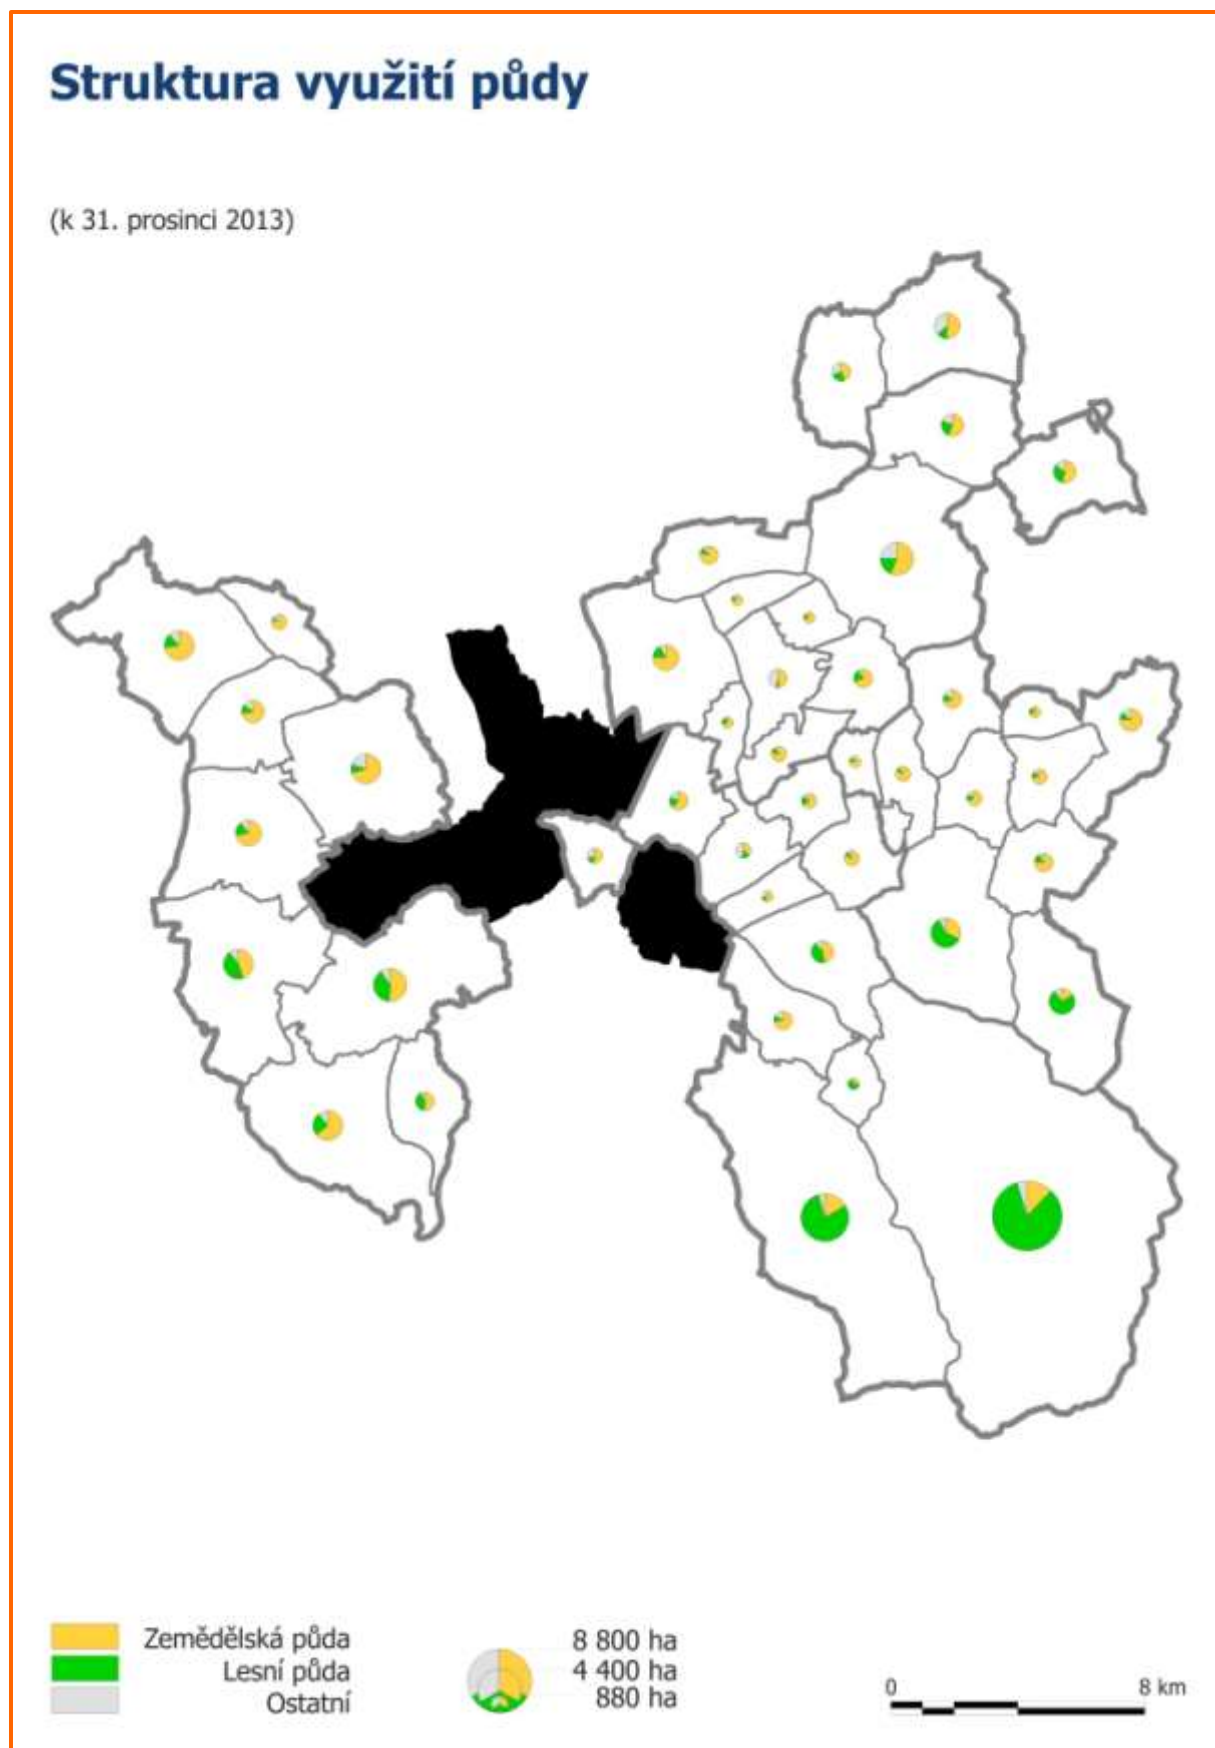 Struktura využití půdy
(k 31. prosinci 2013)
Zemědělská půda
Lesní půda
Ostatní
8 800 ha
4 400 ha
880 ha
0 8 km